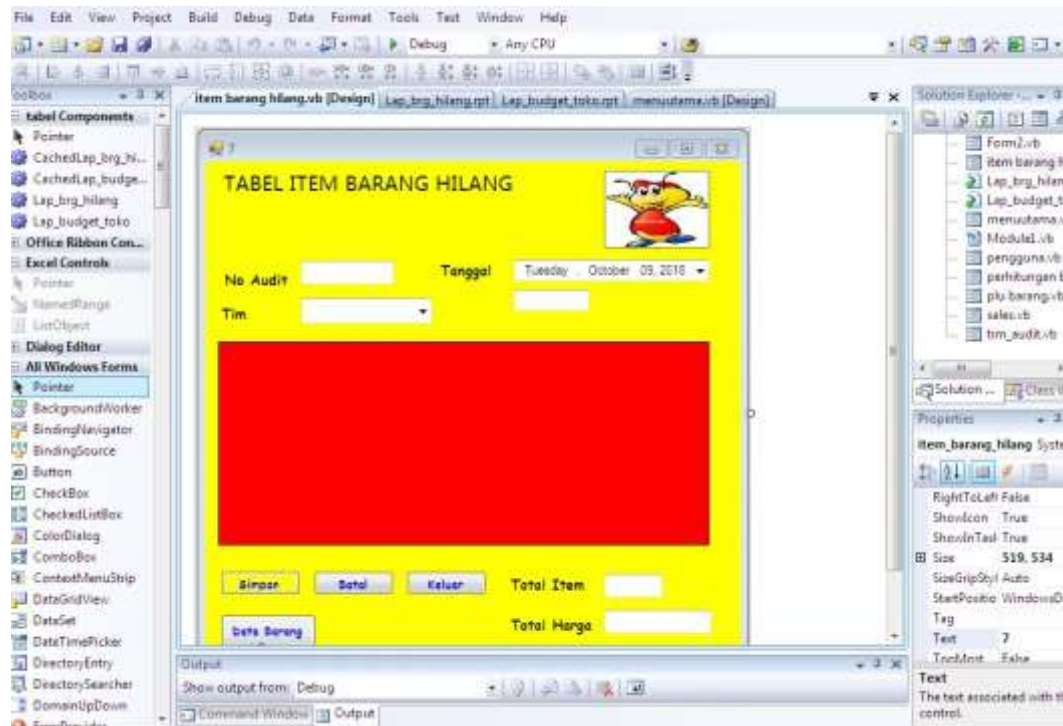 File Edit View Project Build Debug Data Format Tools Test Window Help
Debug Any CPU
item barang hilang.vb [Design] Lap_brg_hilang.rpt Lap_budget_toko.rpt menuutama.vb [Design]
oolbox
tabel Components
Pointer
CachedLap_brg_hi...
CachedLap_budge...
Lap_brg_hilang
Lap_budget_toko
Office Ribbon Con...
Excel Controls
Pointer
NamedRange
ListObject
Dialog Editor
All Windows Forms
Pointer
BackgroundWorker
BindingNavigator
BindingSource
Button
CheckBox
CheckedListBox
ColorDialog
ComboBox
ContextMenuStrip
DataGridView
DataSet
DateTimePicker
DirectoryEntry
DirectorySearcher
DomainUpDown
7
TABEL ITEM BARANG HILANG
No Audit
Tanggal
Tuesday , October 09, 2018
Tim
Simpan Batal Keluar
Total Item
Data Barang
Total Harga
Output
Show output from: Debug
Command Window Output
Solution Explorer
Form2.vb
item barang h
Lap_brg_hilan
Lap_budget_t
menuutama.v
Module1.vb
pengguna.vb
perhitungan b
plu barang.vb
sales.vb
trm_audit.vb
Solution ... Class V
Properties
item_barang_hilang Syste
RightToLeft False
ShowIcon True
ShowInTask True
Size 519, 534
SizeGripStyl Auto
StartPositio WindowsD
Tag
Text 7
TopMost False
Text
The text associated with th
control.